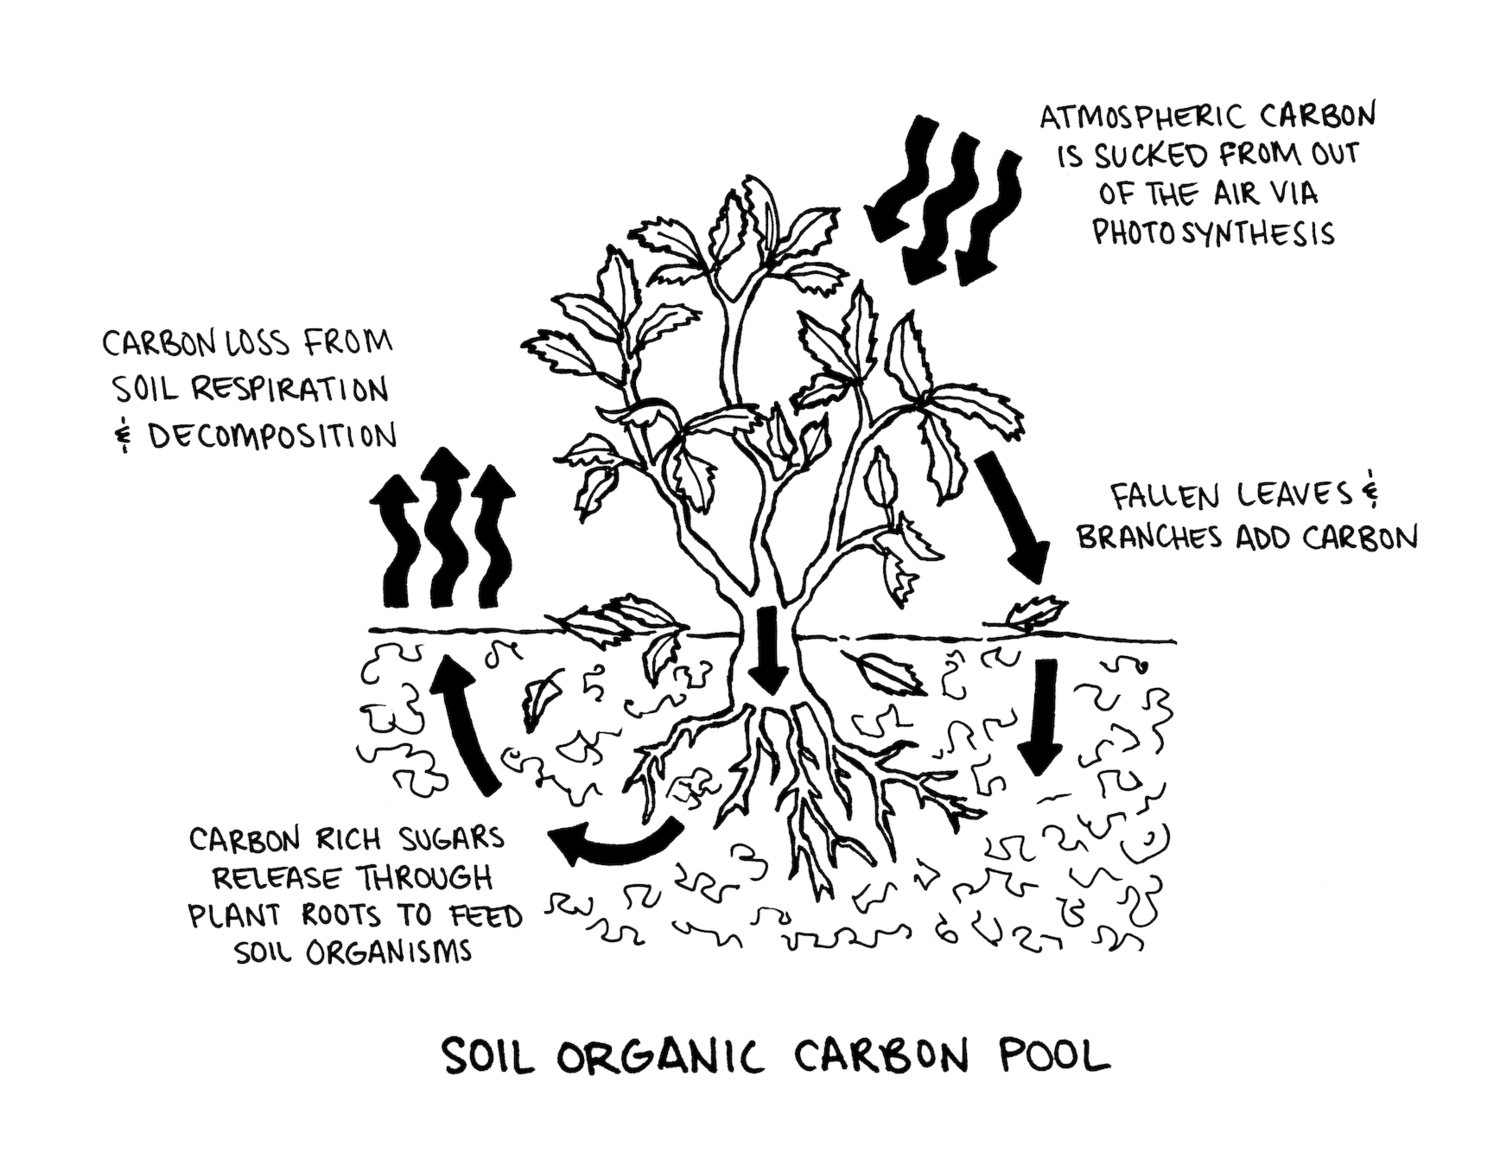 ATMOSPHERIC CARBON
IS SUCKED FROM OUT
OF THE AIR VIA
PHOTOSYNTHESIS
CARBON LOSS FROM
SOIL RESPIRATION
& DECOMPOSITION
FALLEN LEAVES &
BRANCHES ADD CARBON
CARBON RICH SUGARS
RELEASE THROUGH
PLANT ROOTS TO FEED
SOIL ORGANISMS
SOIL ORGANIC CARBON POOL